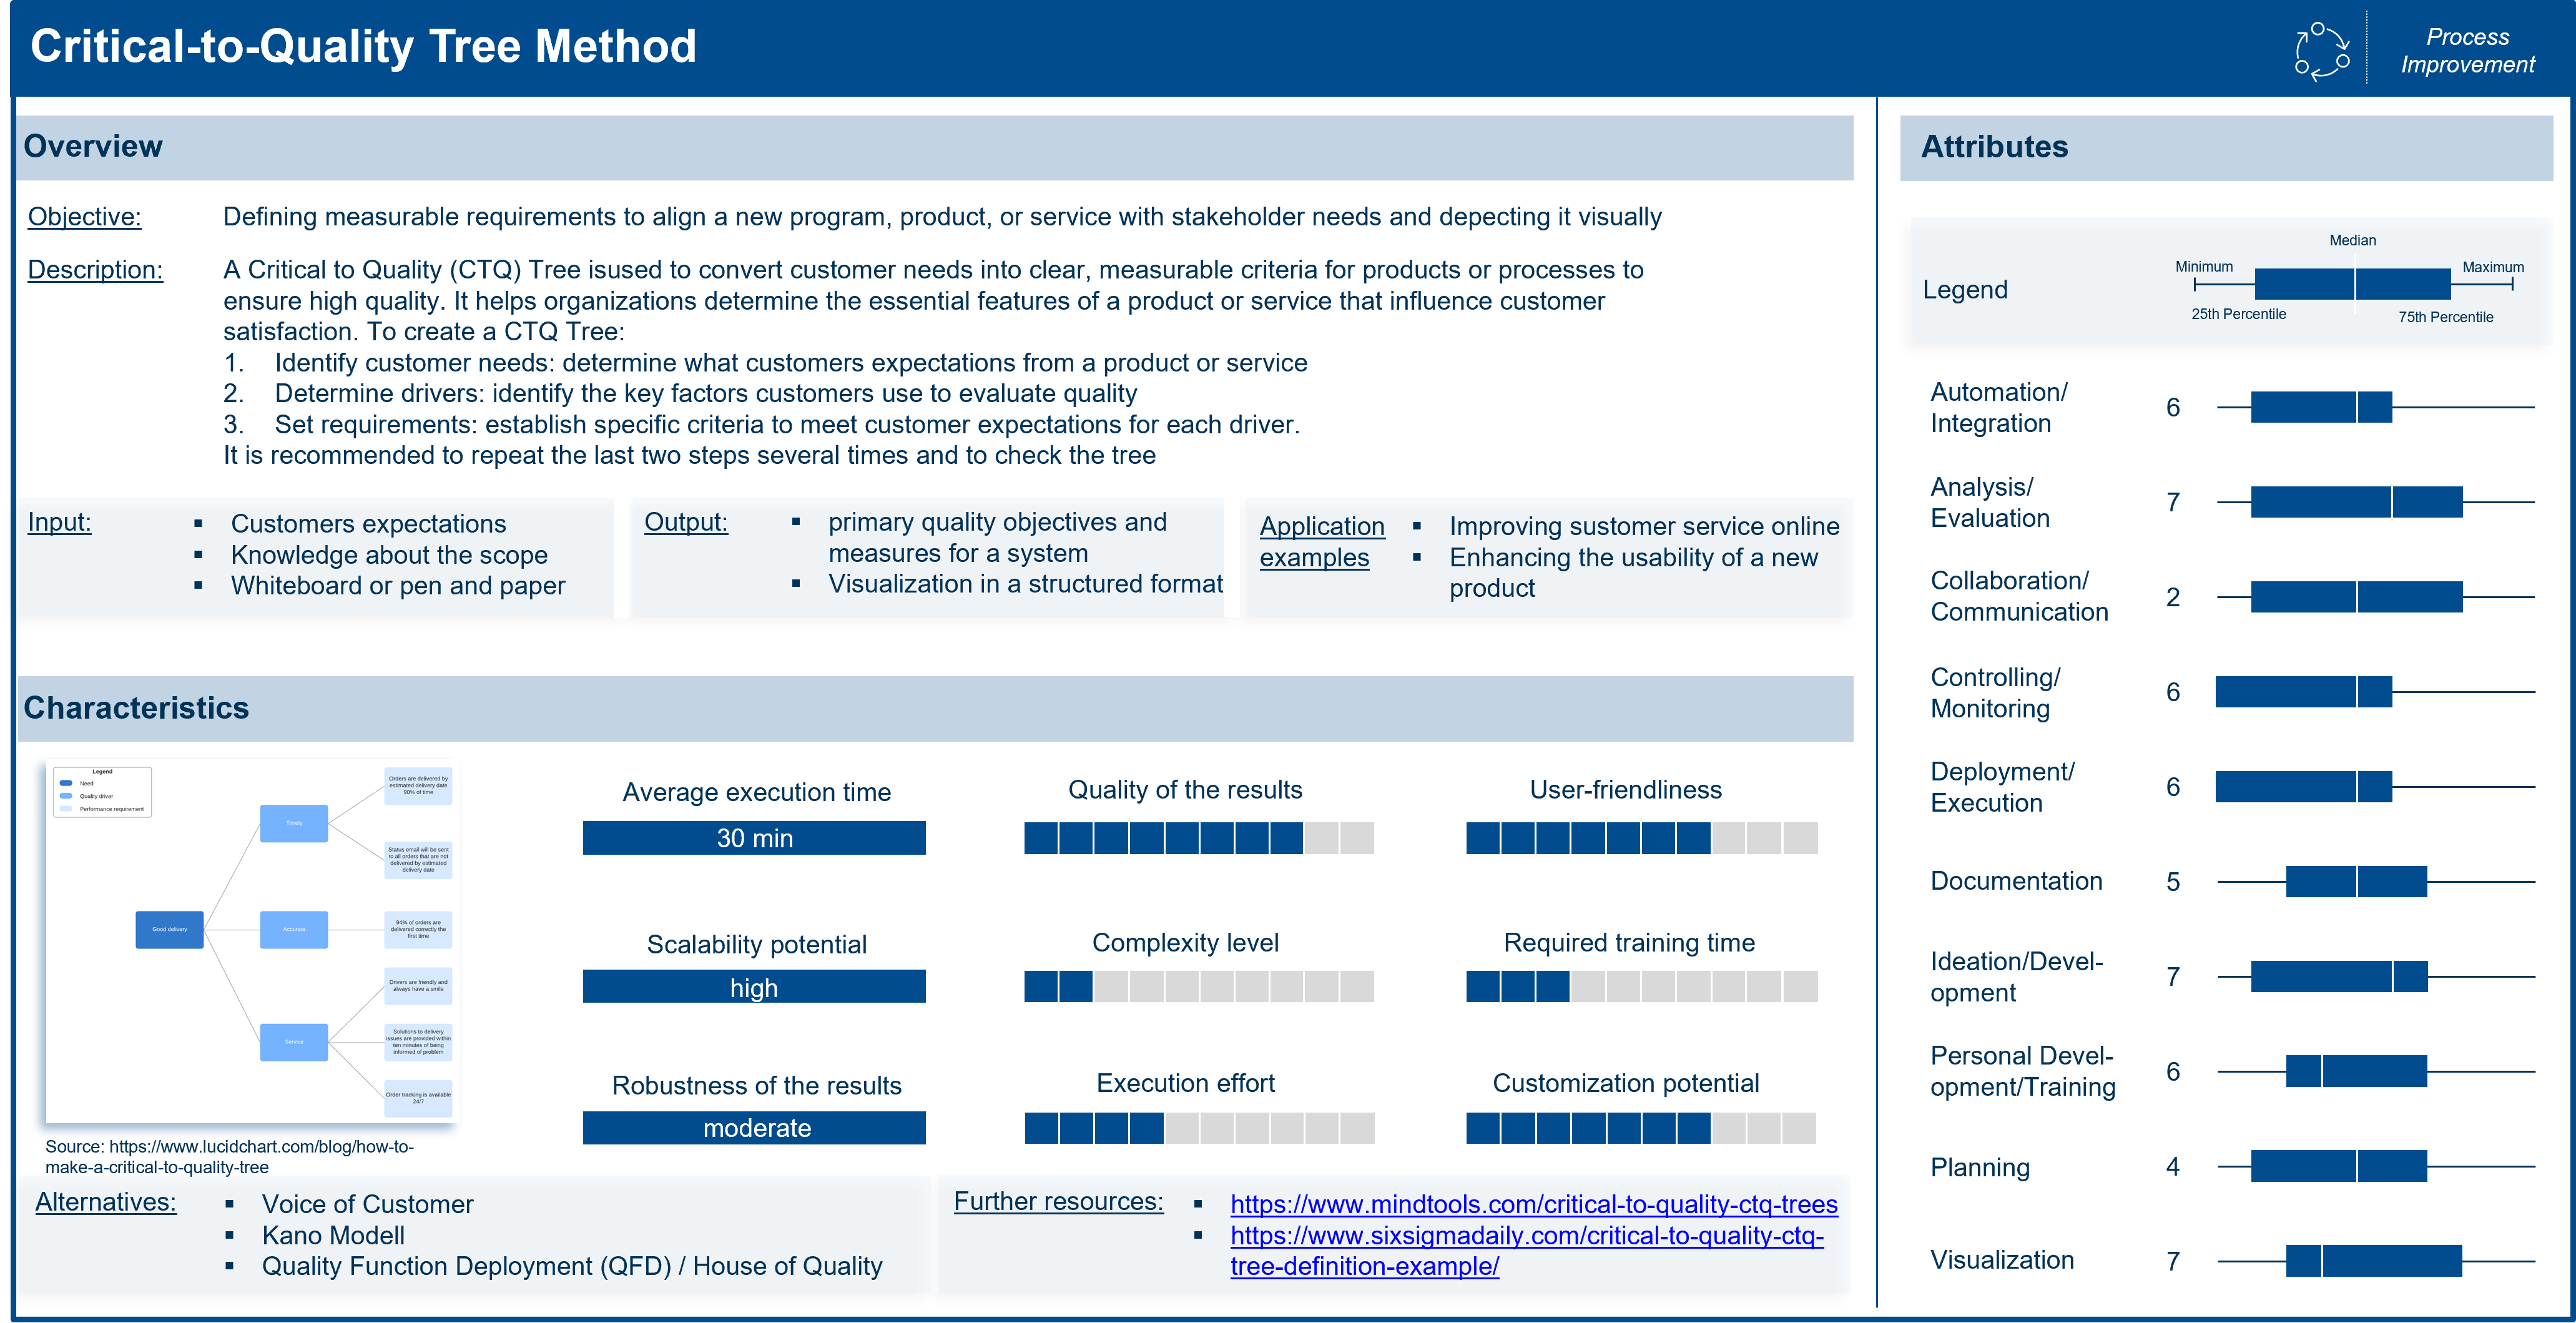 Critical-to-Quality Tree Method
Process
Improvement
Overview
Objective:
Defining measurable requirements to align a new program, product, or service with stakeholder needs and depecting it visually
Description:
A Critical to Quality (CTQ) Tree isused to convert customer needs into clear, measurable criteria for products or processes to
ensure high quality. It helps organizations determine the essential features of a product or service that influence customer
satisfaction. To create a CTQ Tree:
1. Identify customer needs: determine what customers expectations from a product or service
2. Determine drivers: identify the key factors customers use to evaluate quality
3. Set requirements: establish specific criteria to meet customer expectations for each driver.
It is recommended to repeat the last two steps several times and to check the tree
Input:
▪ Customers expectations
▪ Knowledge about the scope
▪ Whiteboard or pen and paper
Output:
▪ primary quality objectives and
measures for a system
▪ Visualization in a structured format
Application
examples
▪ Improving sustomer service online
▪ Enhancing the usability of a new
product
Characteristics
Legend
Need
Quality driver
Performance requirement
Good delivery
Timely
Accurate
Service
Orders are delivered by
estimated delivery date
90% of time
Status email will be sent
to all orders that are not
delivered by estimated
delivery date
94% of orders are
delivered correctly the
first time
Drivers are friendly and
always have a smile
Solutions to delivery
issues are provided within
ten minutes of being
informed of problem
Order tracking is available
24/7
Source: https://www.lucidchart.com/blog/how-to-
make-a-critical-to-quality-tree
Average execution time
30 min
Quality of the results
User-friendliness
Scalability potential
high
Complexity level
Required training time
Robustness of the results
moderate
Execution effort
Customization potential
Alternatives:
▪ Voice of Customer
▪ Kano Modell
▪ Quality Function Deployment (QFD) / House of Quality
Further resources:
▪ https://www.mindtools.com/critical-to-quality-ctq-trees
▪ https://www.sixsigmadaily.com/critical-to-quality-ctq-
tree-definition-example/
Attributes
Legend
Median
Minimum
Maximum
25th Percentile
75th Percentile
Automation/
Integration
6
Analysis/
Evaluation
7
Collaboration/
Communication
2
Controlling/
Monitoring
6
Deployment/
Execution
6
Documentation
5
Ideation/Devel-
opment
7
Personal Devel-
opment/Training
6
Planning
4
Visualization
7